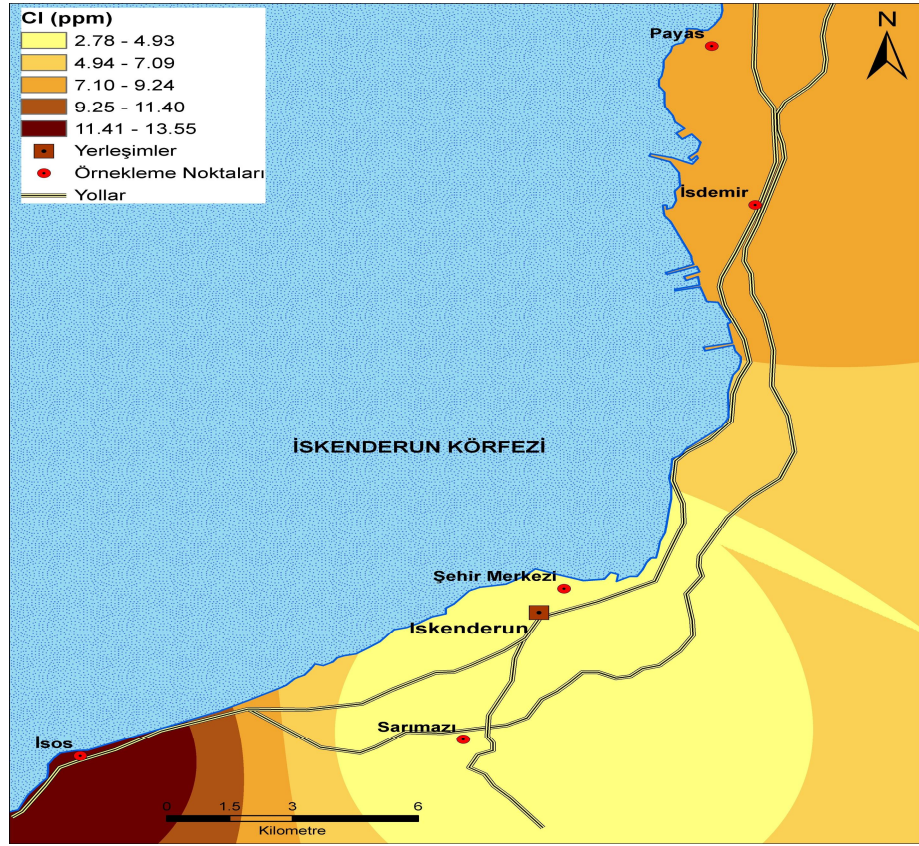 Cl (ppm)
2.78 - 4.93
4.94 - 7.09
7.10 - 9.24
9.25 - 11.40
11.41 - 13.55
Yerleşimler
Örnekleme Noktaları
Yollar
N
Payas
İsdemir
İSKENDERUN KÖRFEZİ
Şehir Merkezi
İskenderun
Sarımazı
İsos
0 1.5 3 6
Kilometre